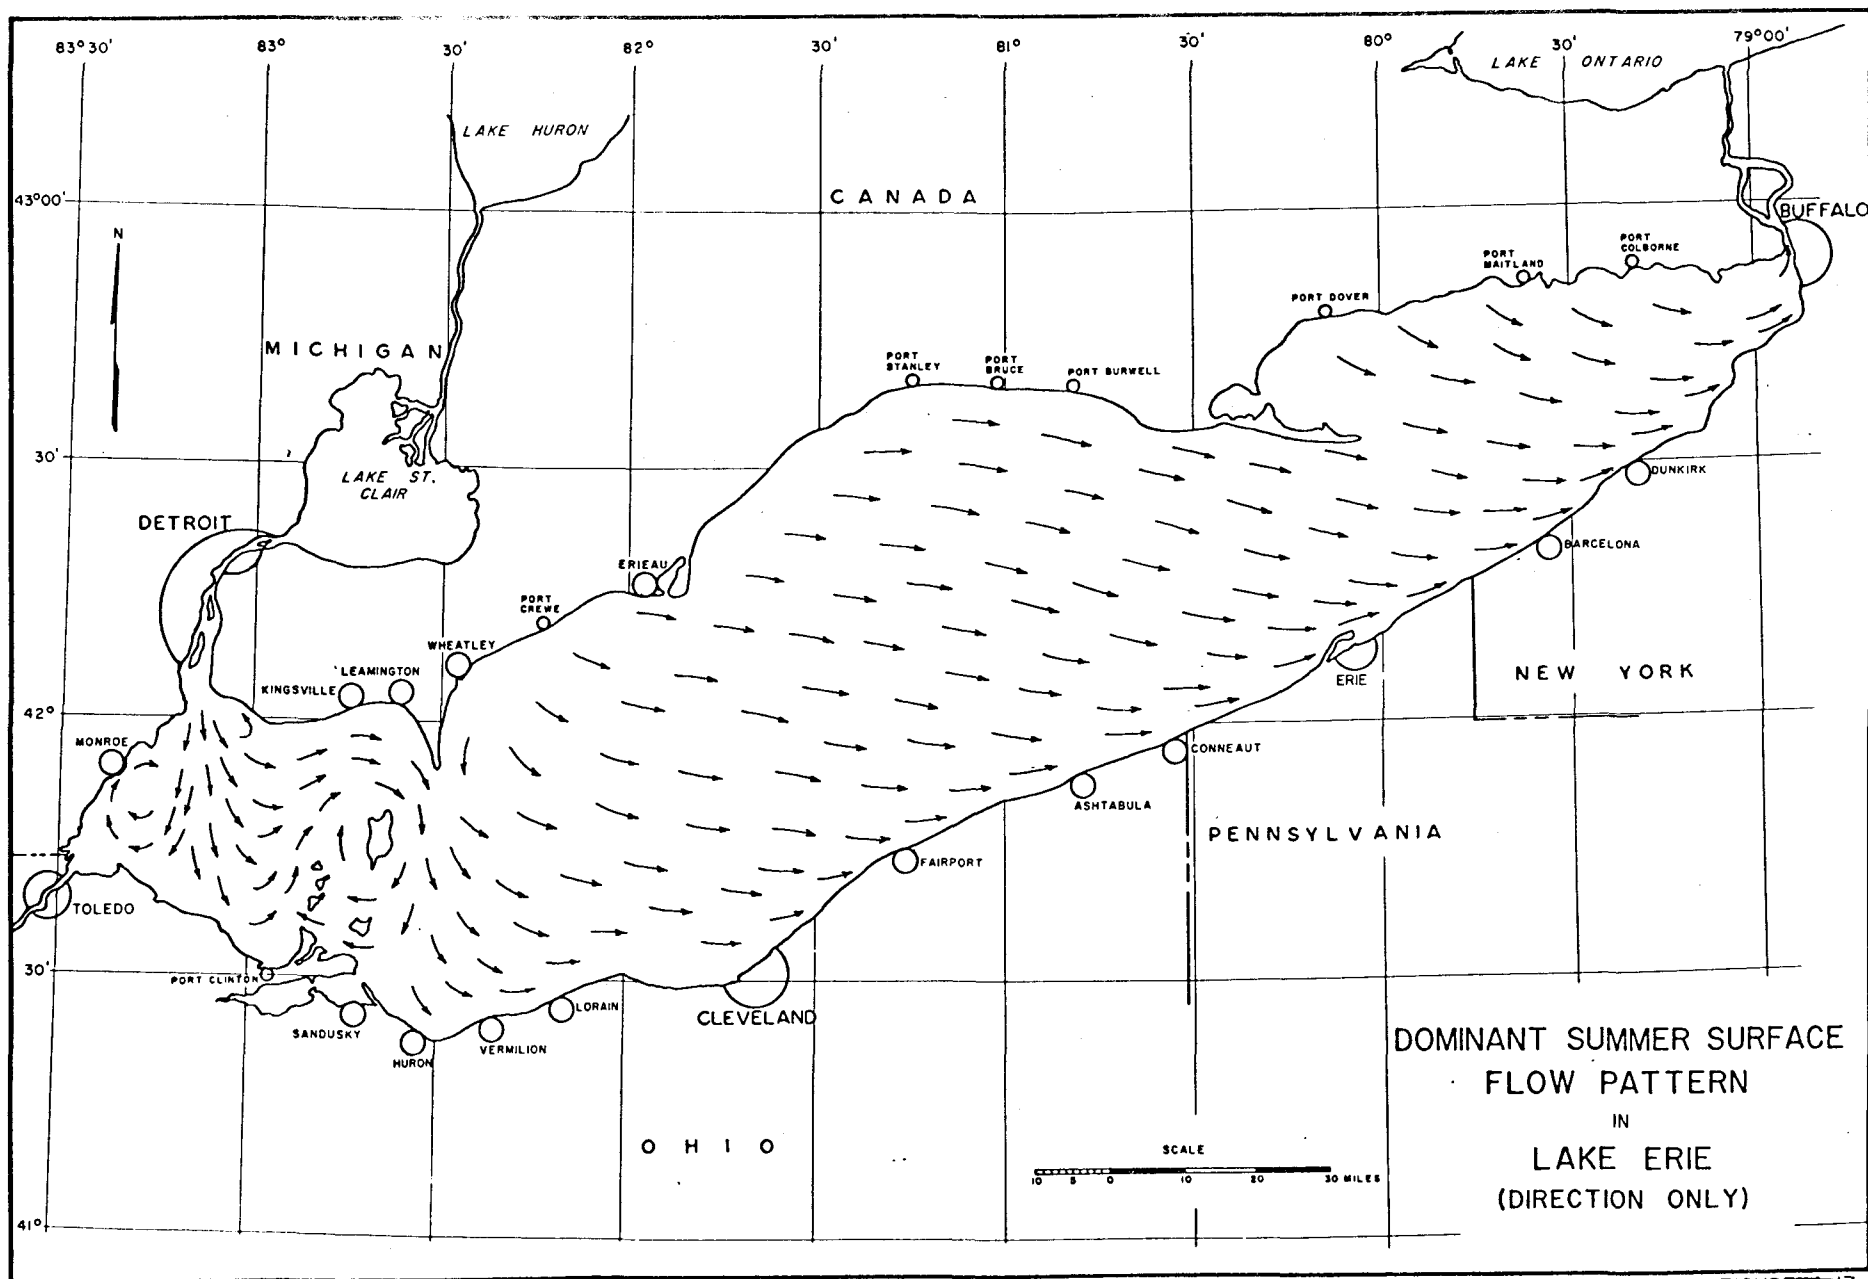 83°30'
83°
30'
82°
30'
81°
30'
80°
30'
79°00'
LAKE ONTARIO
LAKE HURON
43°00'
CANADA
BUFFALO
N
PORT
COLBORNE
PORT
MAITLAND
PORT DOVER
MICHIGAN
PORT
STANLEY
PORT
BRUCE
PORT BURWELL
30'
LAKE ST.
CLAIR
DUNKIRK
DETROIT
BARCELONA
ERIEAU
PORT
CREWE
WHEATLEY
LEAMINGTON
KINGSVILLE
ERIE
NEW YORK
42°
MONROE
CONNEAUT
ASHTABULA
PENNSYLVANIA
FAIRPORT
TOLEDO
30'
PORT CLINTON
SANDUSKY
LORAIN
CLEVELAND
HURON
VERMILION
OHIO
DOMINANT SUMMER SURFACE
FLOW PATTERN
IN
LAKE ERIE
(DIRECTION ONLY)
SCALE
10 5 0 10 20 30 MILES
41°